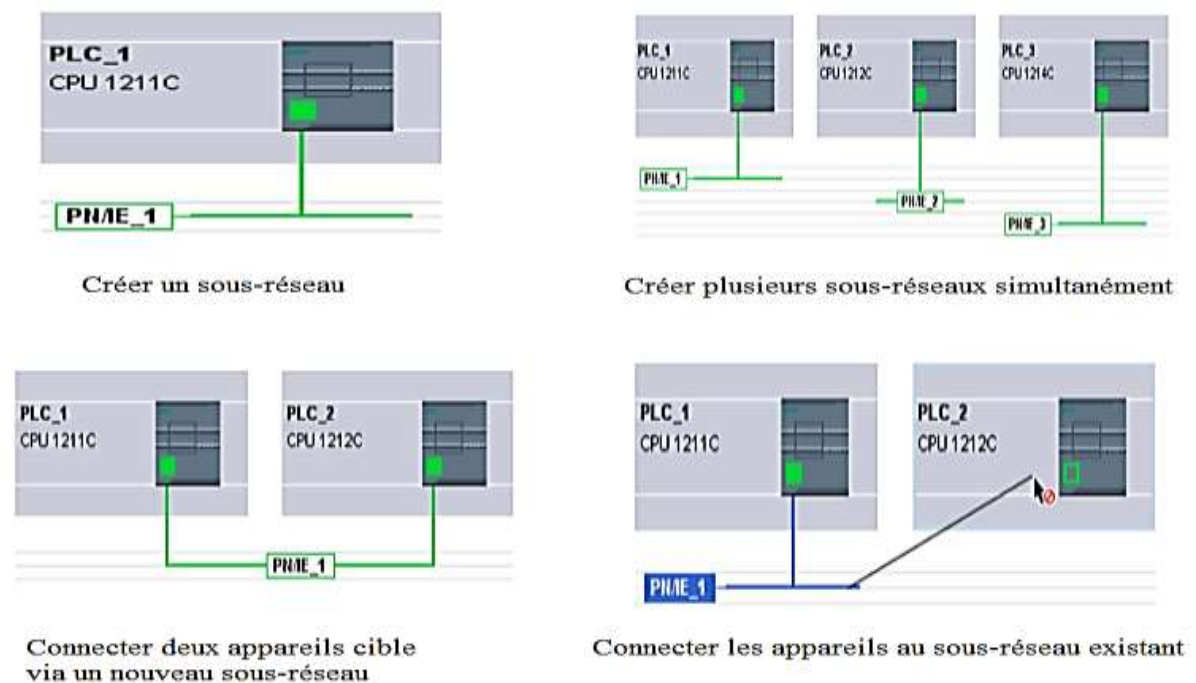 PLC_1
CPU 1211C
PN/IE_1
Créer un sous-réseau
PLC_1
CPU 1211C
PLC_2
CPU 1212C
PLC_3
CPU 1214C
PN/IE_1
PN/IE_2
PN/IE_3
Créer plusieurs sous-réseaux simultanément
PLC_1
CPU 1211C
PLC_2
CPU 1212C
PN/IE_1
Connecter deux appareils cible
via un nouveau sous-réseau
PLC_1
CPU 1211C
PLC_2
CPU 1212C
PN/IE_1
Connecter les appareils au sous-réseau existant